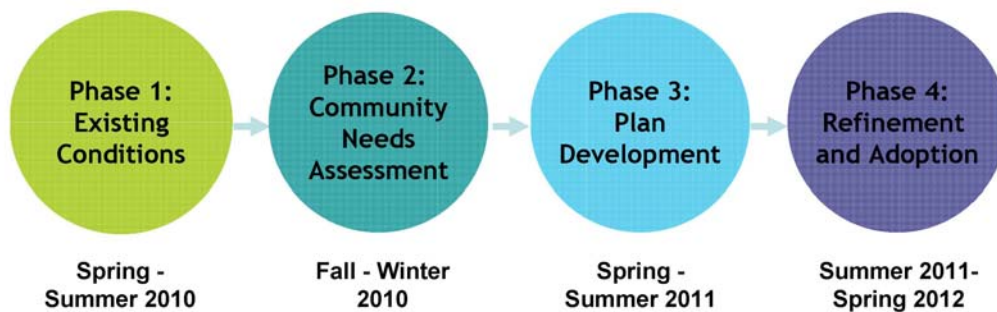 Phase 1:
Existing
Conditions
Phase 2:
Community
Needs
Assessment
Phase 3:
Plan
Development
Phase 4:
Refinement
and Adoption
Spring -
Summer 2010
Fall - Winter
2010
Spring -
Summer 2011
Summer 2011-
Spring 2012